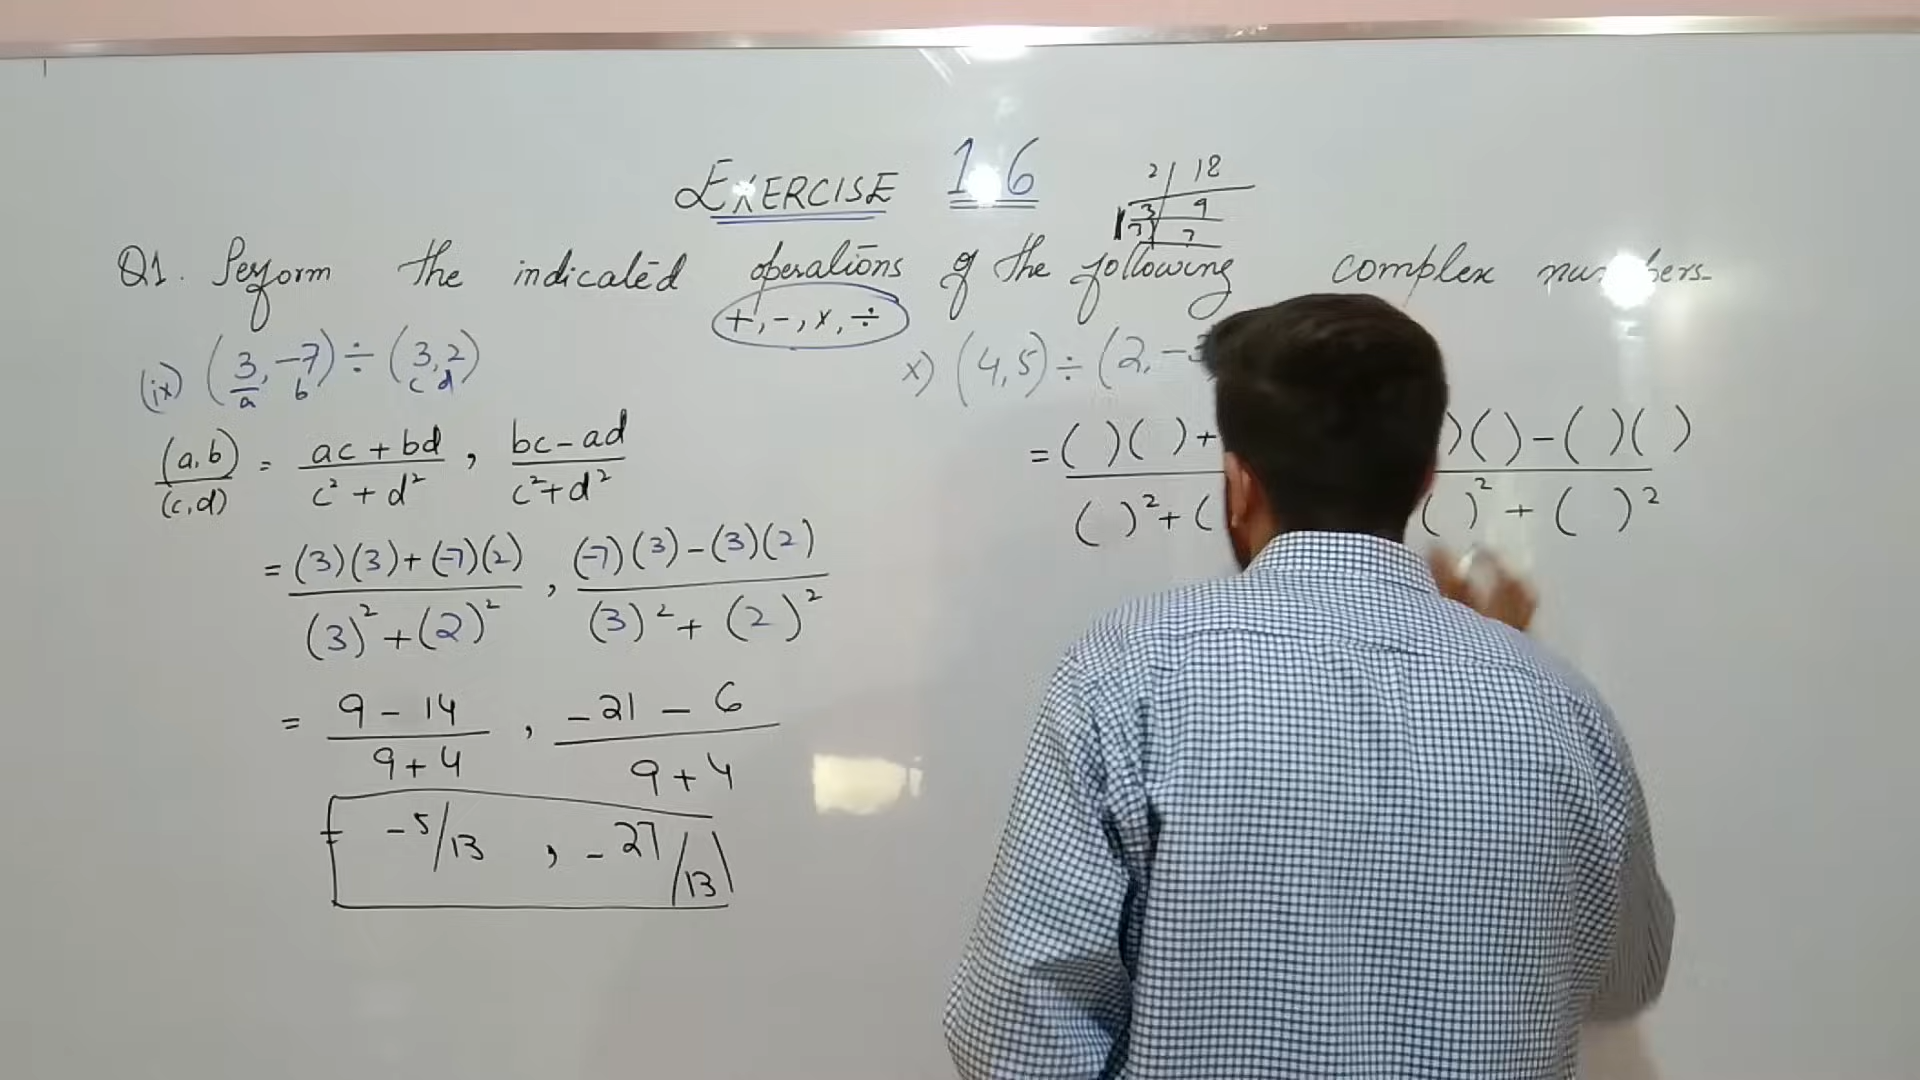 EXERCISE 1.6
2 | 18
3 | 9
3 | 3
Q1. Perform the indicated operations of the following complex numbers.
+, -, x, ÷
(ix) (3, -7) ÷ (3, 2)
a b c d
(a,b)/(c,d) = (ac + bd)/(c² + d²) , (bc - ad)/(c² + d²)
= ((3)(3) + (-7)(2))/((3)² + (2)²) , ((-7)(3) - (3)(2))/((3)² + (2)²)
= (9 - 14)/(9 + 4) , (-21 - 6)/(9 + 4)
= -5/13 , -27/13
x) (4,5) ÷ (2, -3
= ( )( ) + )( ) - ( )( )
( )² + ( ( )² + ( )²